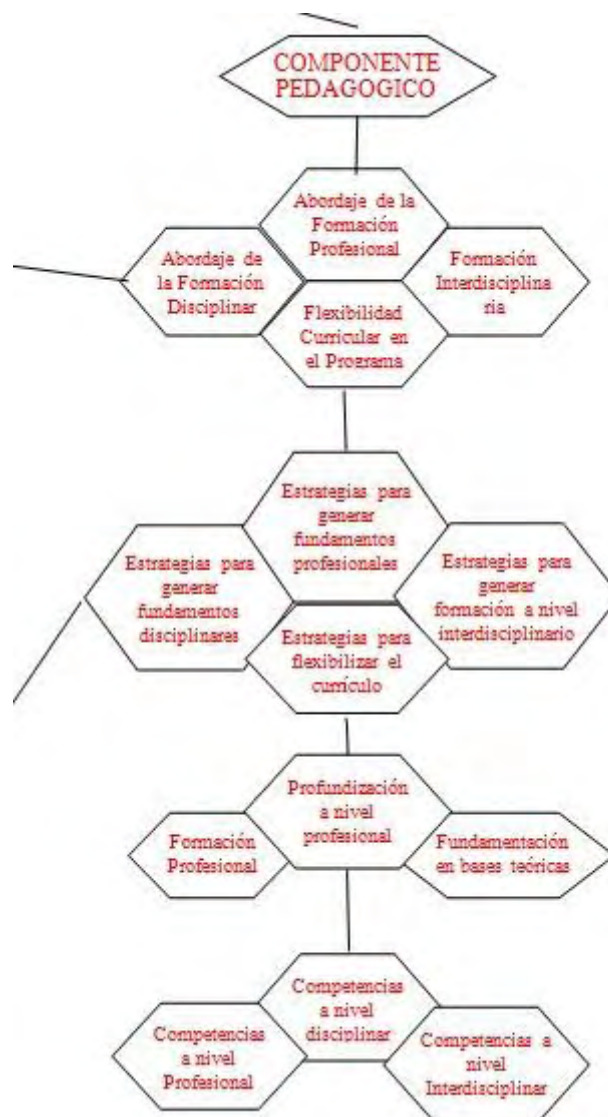 COMPONENTE
PEDAGOGICO
Abordaje de la
Formación
Profesional
Abordaje de
la Formación
Disciplinar
Formación
Interdisciplina
ria
Flexibilidad
Curricular en
el Programa
Estrategias para
generar
fundamentos
profesionales
Estrategias para
generar
fundamentos
disciplinares
Estrategias para
generar
formación a nivel
interdisciplinario
Estrategias para
flexibilizar el
currículo
Profundización
a nivel
profesional
Formación
Profesional
Fundamentación
en bases teóricas
Competencias
a nivel
disciplinar
Competencias
a nivel
Profesional
Competencias a
nivel
Interdisciplinar